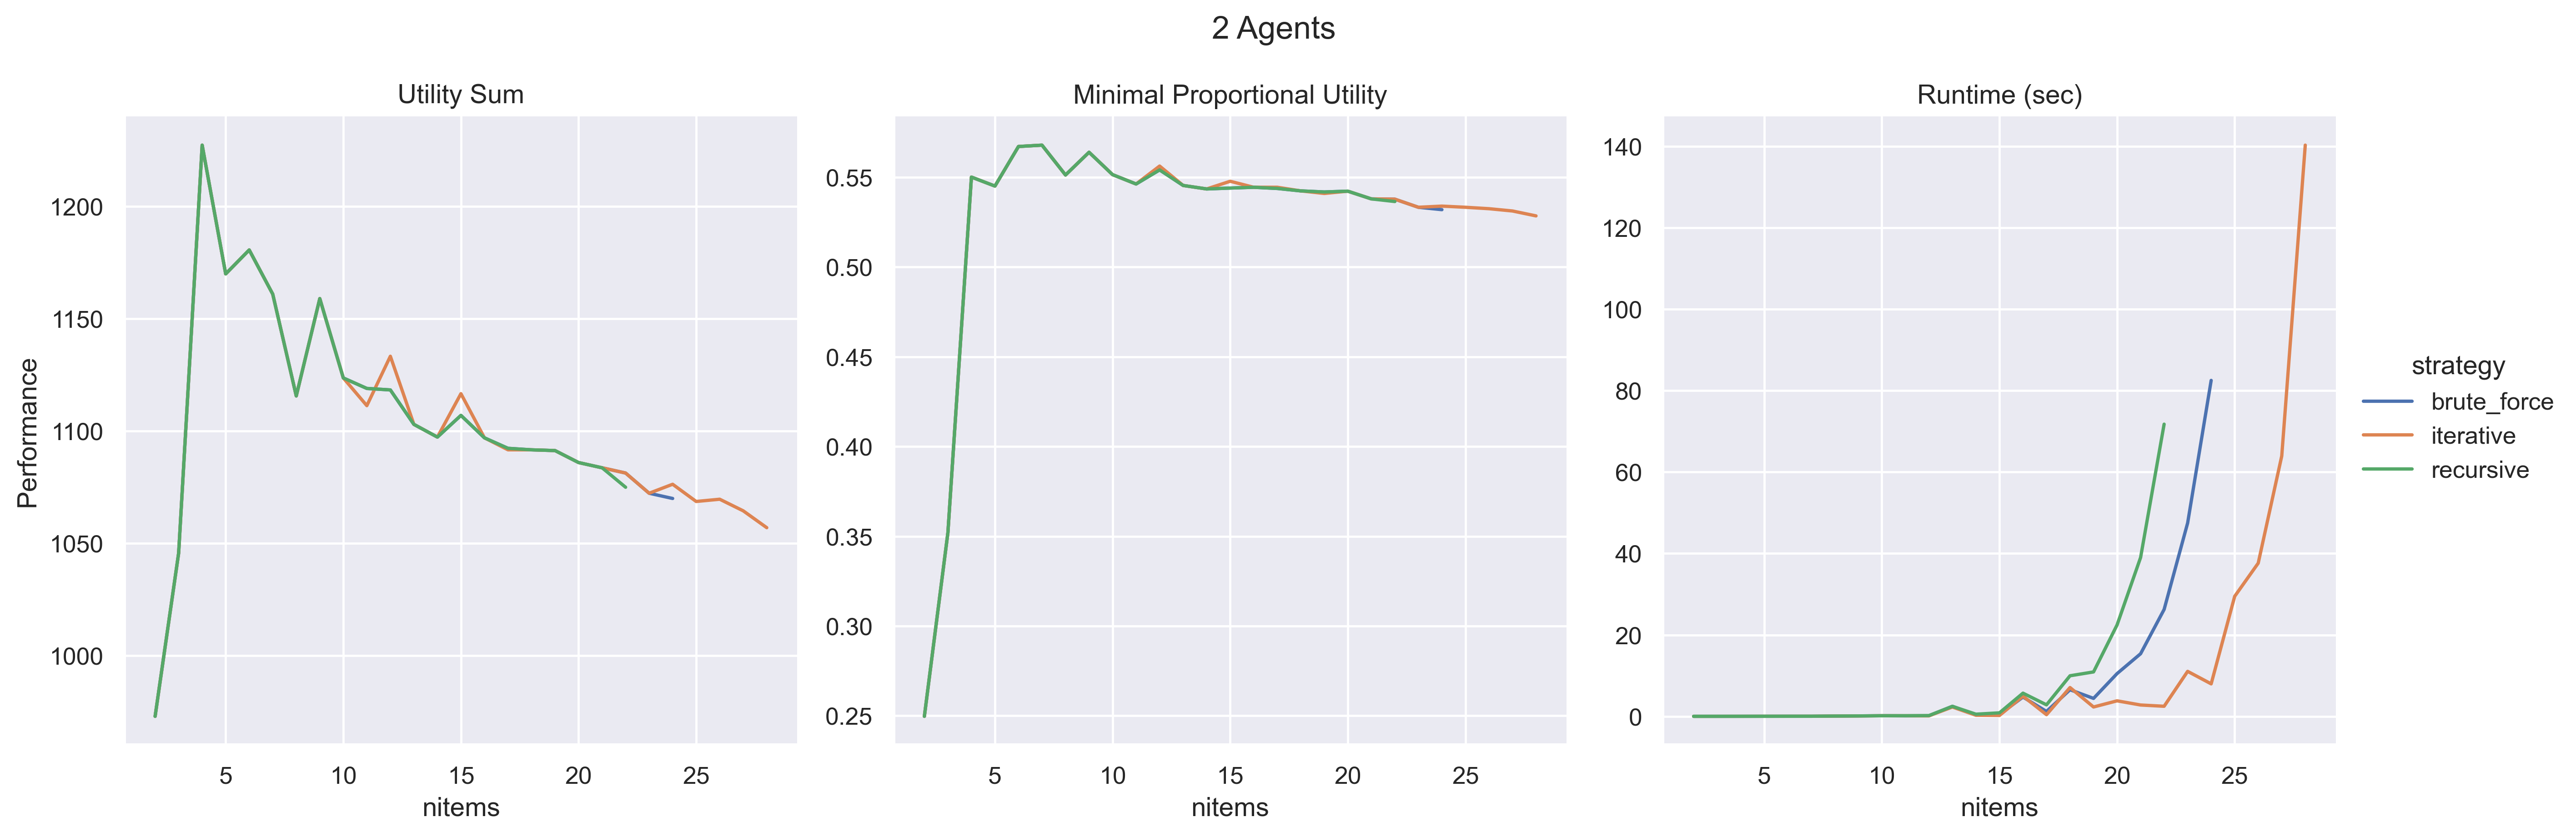 2 Agents
Utility Sum
Performance
1200
1150
1100
1050
1000
5 10 15 20 25
nitems
Minimal Proportional Utility
0.55
0.50
0.45
0.40
0.35
0.30
0.25
5 10 15 20 25
nitems
Runtime (sec)
140
120
100
80
60
40
20
0
5 10 15 20 25
nitems
strategy
brute_force
iterative
recursive